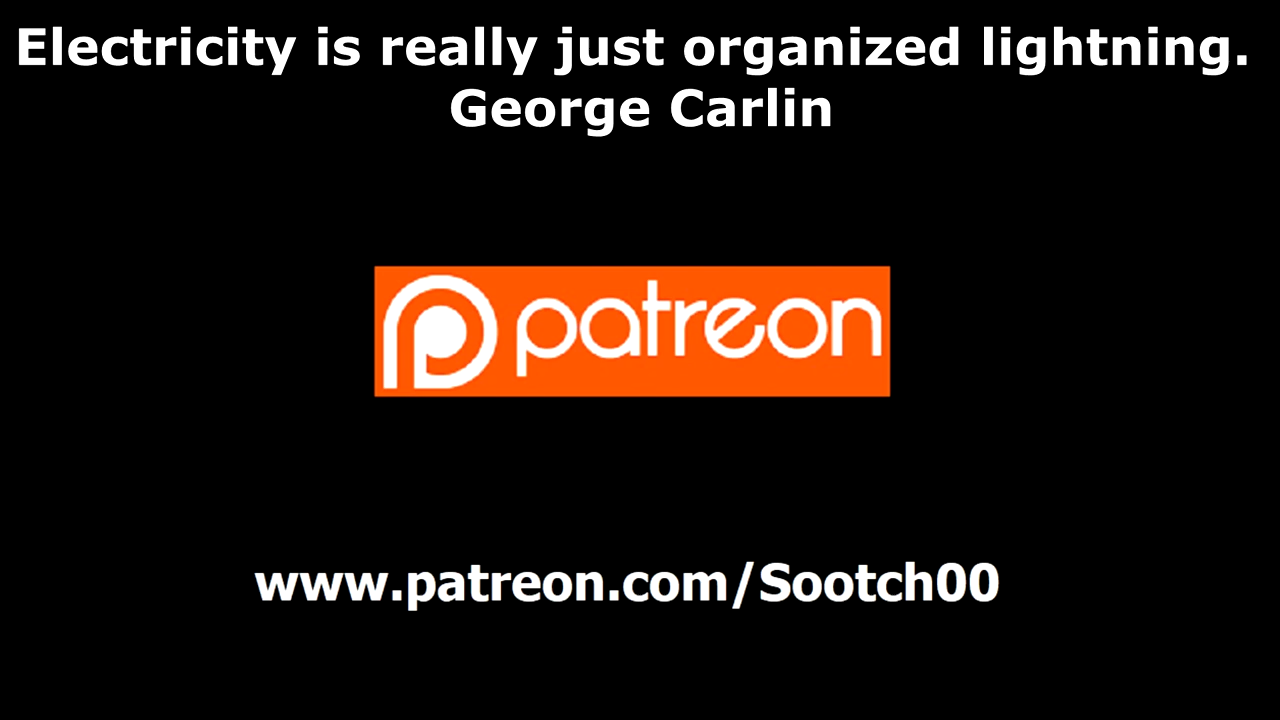 Electricity is really just organized lightning.
George Carlin
patreon
www.patreon.com/Sootch00